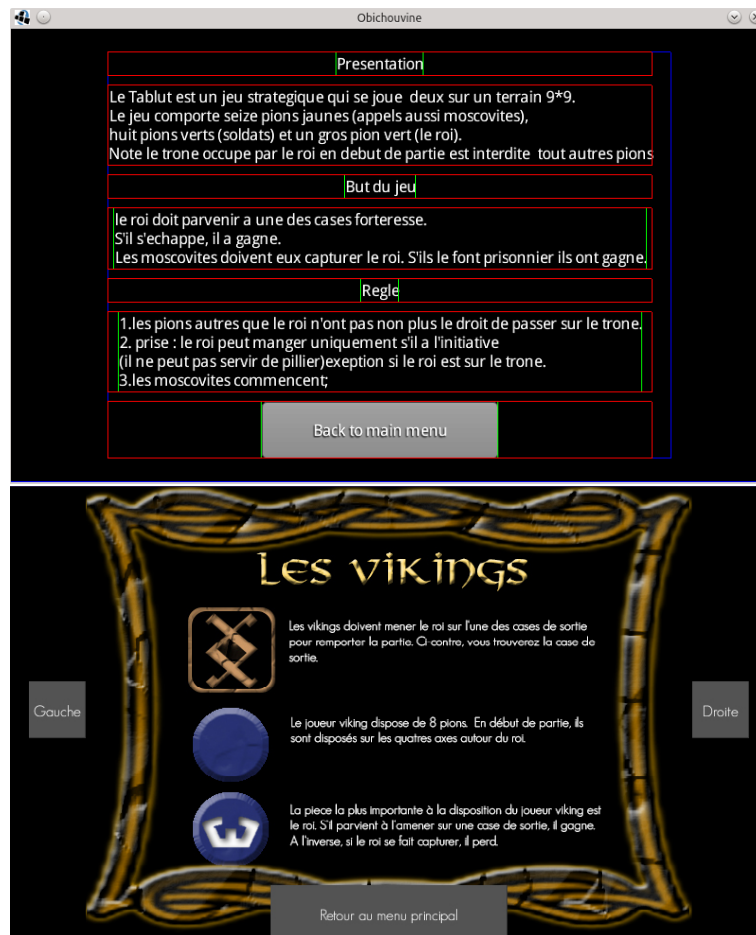 Obichouvine
Presentation
Le Tablut est un jeu strategique qui se joue  deux sur un terrain 9*9.
Le jeu comporte seize pions jaunes (appels aussi moscovites),
huit pions verts (soldats) et un gros pion vert (le roi).
Note le trone occupe par le roi en debut de partie est interdite  tout autres pions
But du jeu
le roi doit parvenir a une des cases forteresse.
S'il s'echappe, il a gagne.
Les moscovites doivent eux capturer le roi. S'ils le font prisonnier ils ont gagne.
Regle
1.les pions autres que le roi n'ont pas non plus le droit de passer sur le trone.
2. prise : le roi peut manger uniquement s'il a l'initiative
(il ne peut pas servir de pillier)exeption si le roi est sur le trone.
3.les moscovites commencent;
Back to main menu
Les vikings
Les vikings doivent mener le roi sur l'une des cases de sortie
pour remporter la partie. Ci-contre, vous trouverez la case de
sortie.
Gauche
Droite
Le joueur viking dispose de 8 pions. En début de partie, ils
sont disposés sur les quatres axes autour du roi.
La piece la plus importante à la disposition du joueur viking est
le roi. S'il parvient à l'amener sur une case de sortie, il gagne.
A l'inverse, si le roi se fait capturer, il perd.
Retour au menu principal